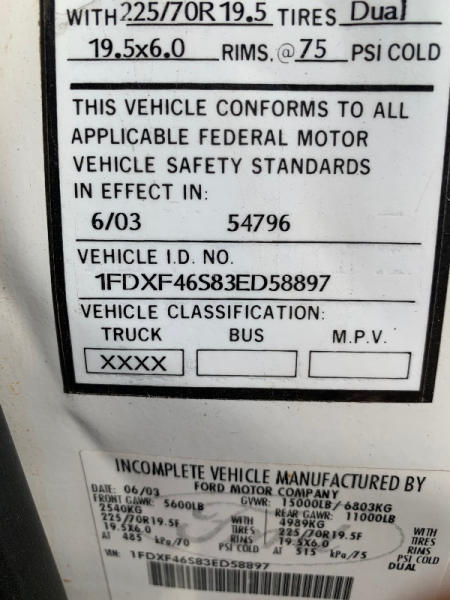 WITH 225/70R 19.5 TIRES Dual
19.5x6.0 RIMS, @ 75 PSI COLD
THIS VEHICLE CONFORMS TO ALL
APPLICABLE FEDERAL MOTOR
VEHICLE SAFETY STANDARDS
IN EFFECT IN:
6/03 54796
VEHICLE I.D. NO.
1FDXF46S83ED58897
VEHICLE CLASSIFICATION:
TRUCK BUS M.P.V.
XXXX
INCOMPLETE VEHICLE MANUFACTURED BY
FORD MOTOR COMPANY
DATE: 06/03 GVWR: 15000LB/ 6803KG
FRONT GAWR: 5600LB REAR GAWR: 11000LB
2540KG WITH 4989KG WITH
225/70R19.5F TIRES 225/70R19.5F TIRES
19.5X6.0 RIMS 19.5X6.0 RIMS
AT 485 kPa/70 PSI COLD AT 515 kPa/75 PSI COLD
DUAL
VIN: 1FDXF46S83ED58897